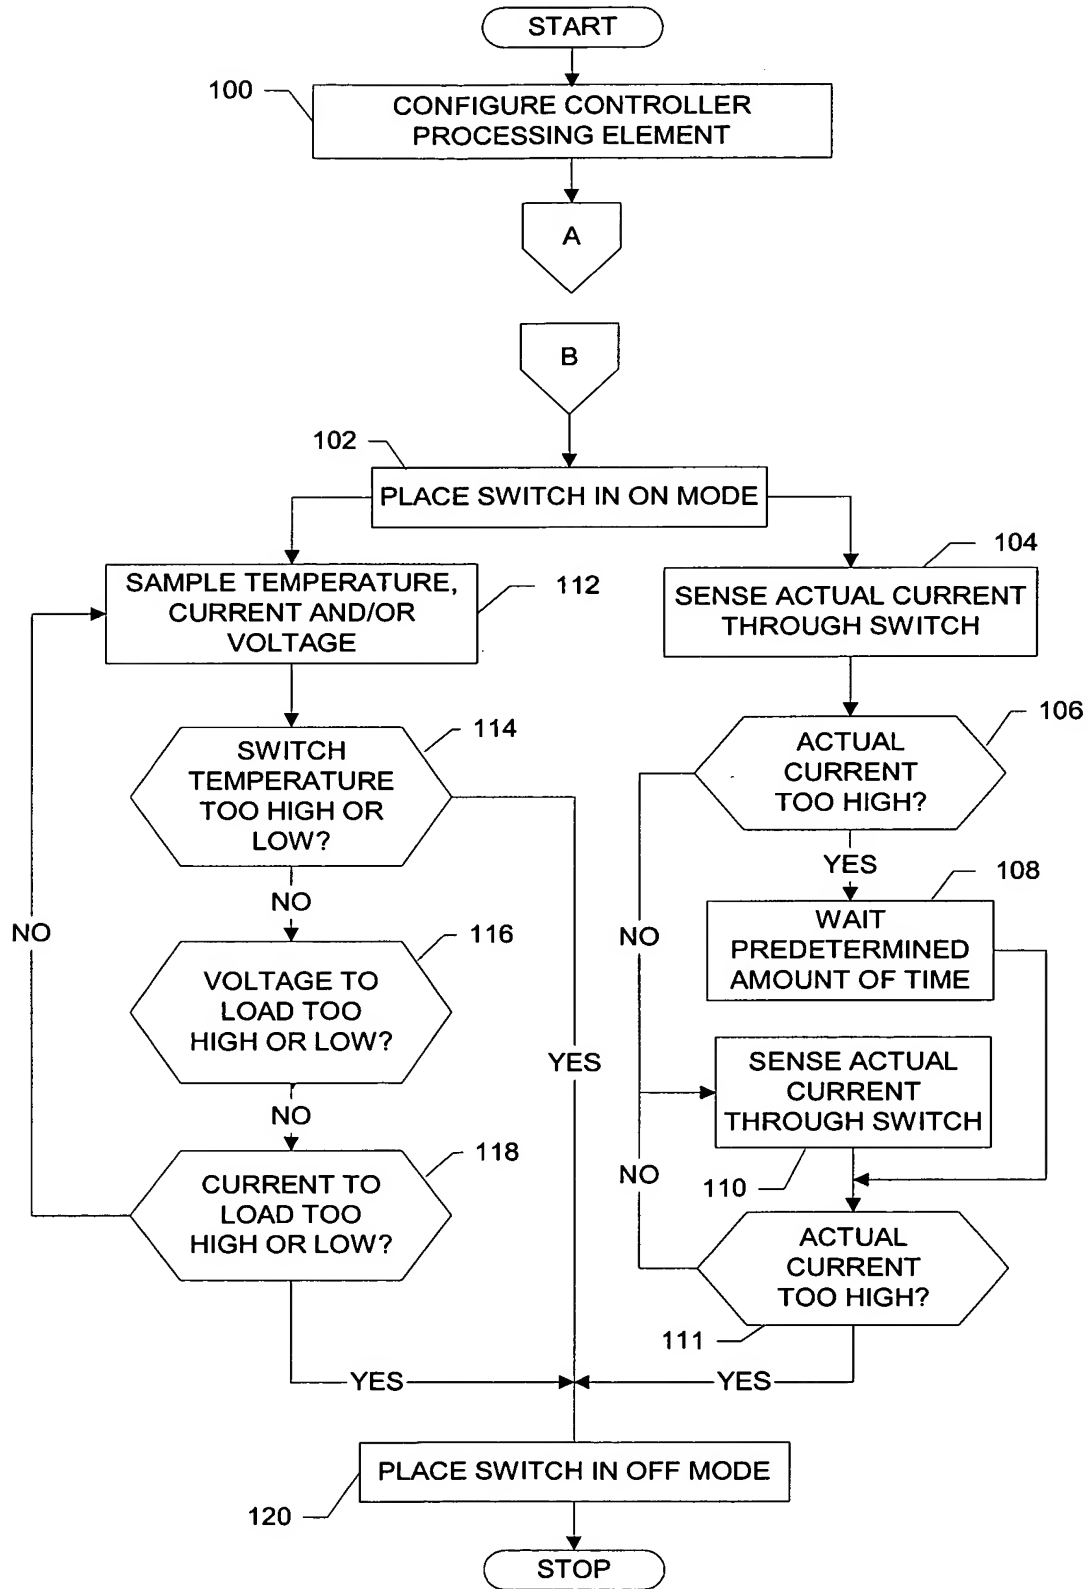 START
100
CONFIGURE CONTROLLER
PROCESSING ELEMENT
A
B
102
PLACE SWITCH IN ON MODE
SAMPLE TEMPERATURE,
CURRENT AND/OR
VOLTAGE
112
104
SENSE ACTUAL CURRENT
THROUGH SWITCH
SWITCH
TEMPERATURE
TOO HIGH OR
LOW?
114
106
ACTUAL
CURRENT
TOO HIGH?
YES
NO
108
WAIT
PREDETERMINED
AMOUNT OF TIME
NO
NO
116
VOLTAGE TO
LOAD TOO
HIGH OR LOW?
YES
SENSE ACTUAL
CURRENT
THROUGH SWITCH
NO
118
CURRENT TO
LOAD TOO
HIGH OR LOW?
NO
110
ACTUAL
CURRENT
TOO HIGH?
111
YES
YES
PLACE SWITCH IN OFF MODE
120
STOP